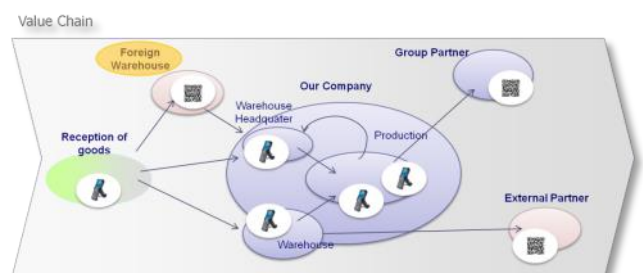 Value Chain
Foreign
Warehouse
Group Partner
Our Company
Warehouse
Headquater
Production
Reception of
goods
External Partner
Warehouse